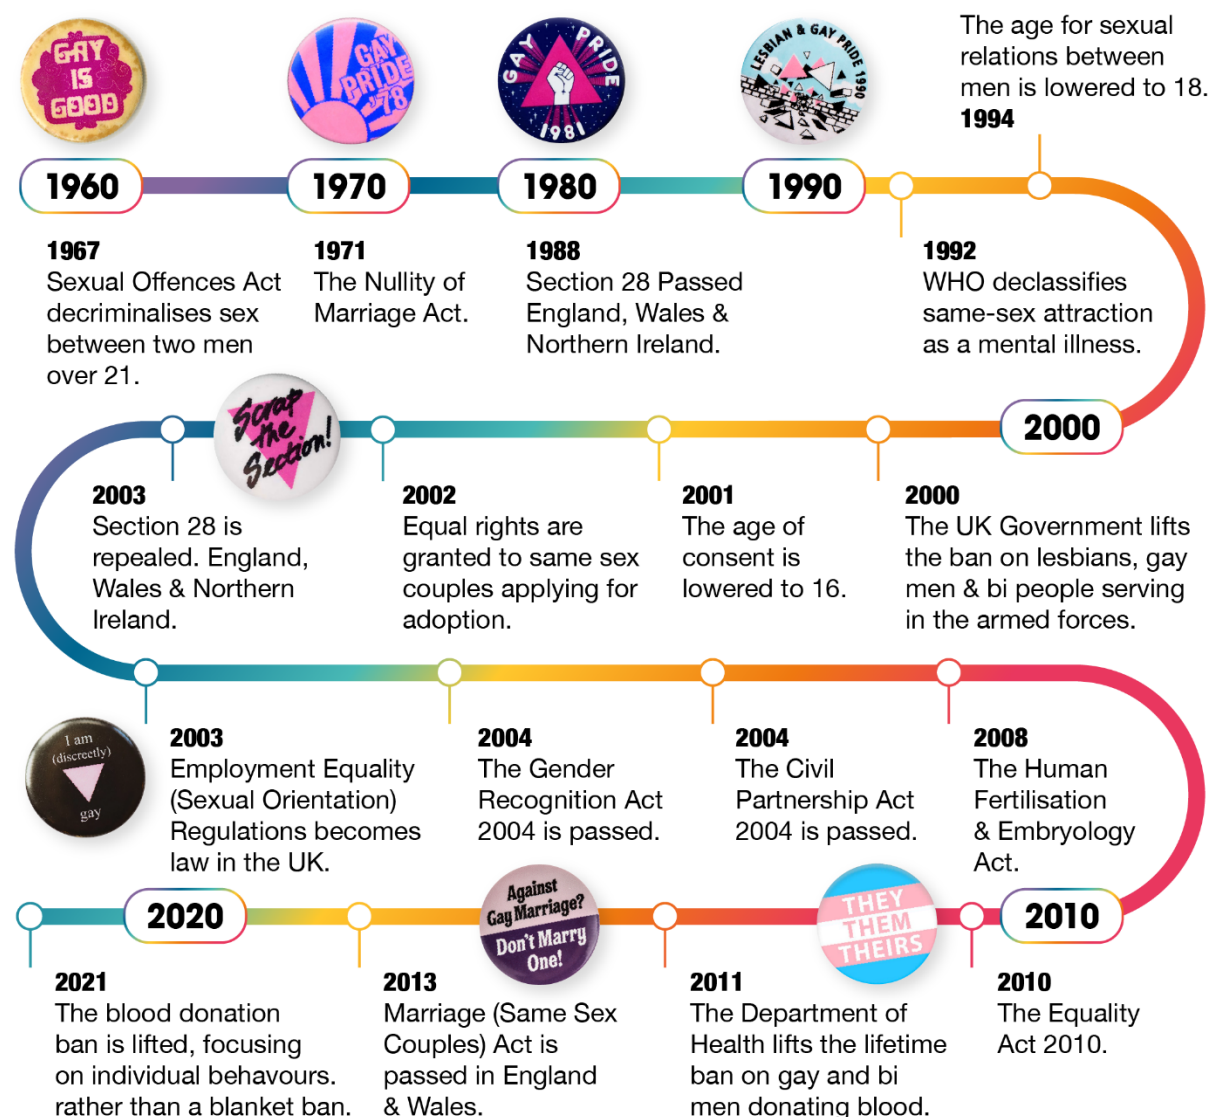 GAY
IS
GOOD
GAY
PRIDE
'78
GAY PRIDE
1981
LESBIAN & GAY PRIDE 1990
The age for sexual
relations between
men is lowered to 18.
1994
1960
1970
1980
1990
1967
Sexual Offences Act
decriminalises sex
between two men
over 21.
1971
The Nullity of
Marriage Act.
1988
Section 28 Passed
England, Wales &
Northern Ireland.
1992
WHO declassifies
same-sex attraction
as a mental illness.
2000
Scrap
the
Section!
2003
Section 28 is
repealed. England,
Wales & Northern
Ireland.
2002
Equal rights are
granted to same sex
couples applying for
adoption.
2001
The age of
consent is
lowered to 16.
2000
The UK Government lifts
the ban on lesbians, gay
men & bi people serving
in the armed forces.
I am
(discreetly)
gay
2003
Employment Equality
(Sexual Orientation)
Regulations becomes
law in the UK.
2004
The Gender
Recognition Act
2004 is passed.
2004
The Civil
Partnership Act
2004 is passed.
2008
The Human
Fertilisation
& Embryology
Act.
2020
Against
Gay Marriage?
Don't Marry
One!
THEY
THEM
THEIRS
2010
2021
The blood donation
ban is lifted, focusing
on individual behavours.
rather than a blanket ban.
2013
Marriage (Same Sex
Couples) Act is
passed in England
& Wales.
2011
The Department of
Health lifts the lifetime
ban on gay and bi
men donating blood.
2010
The Equality
Act 2010.